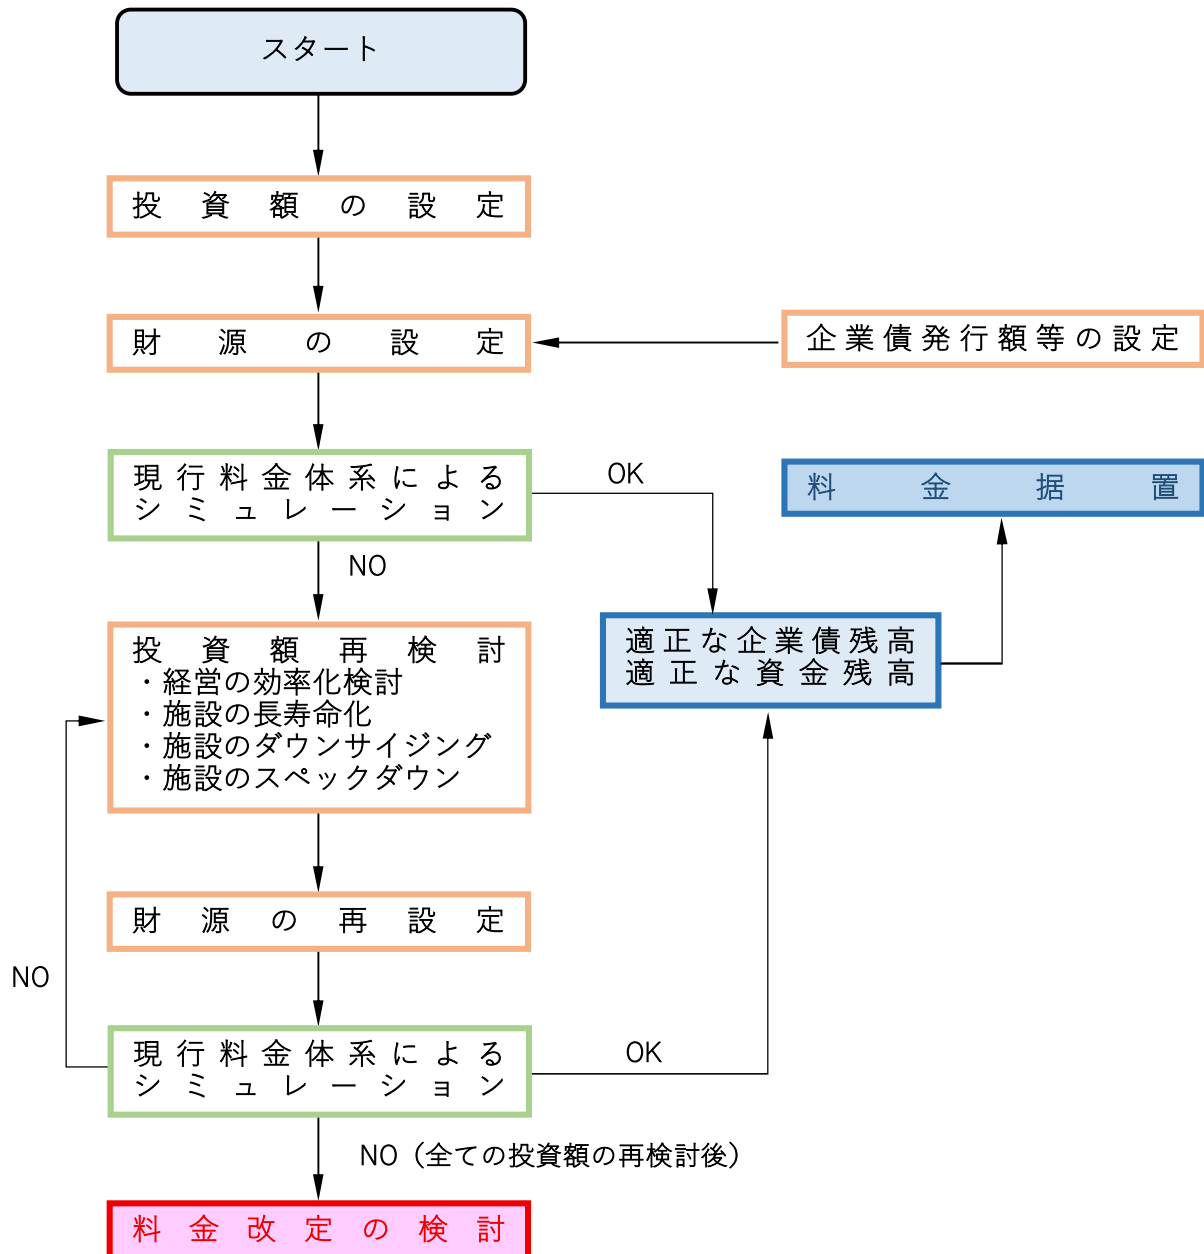 スタート
投資額の設定
財源の設定
企業債発行額等の設定
現行料金体系による
シミュレーション
OK
料金据置
NO
適正な企業債残高
適正な資金残高
投資額再検討
・経営の効率化検討
・施設の長寿命化
・施設のダウンサイジング
・施設のスペックダウン
財源の再設定
NO
現行料金体系による
シミュレーション
OK
NO（全ての投資額の再検討後）
料金改定の検討